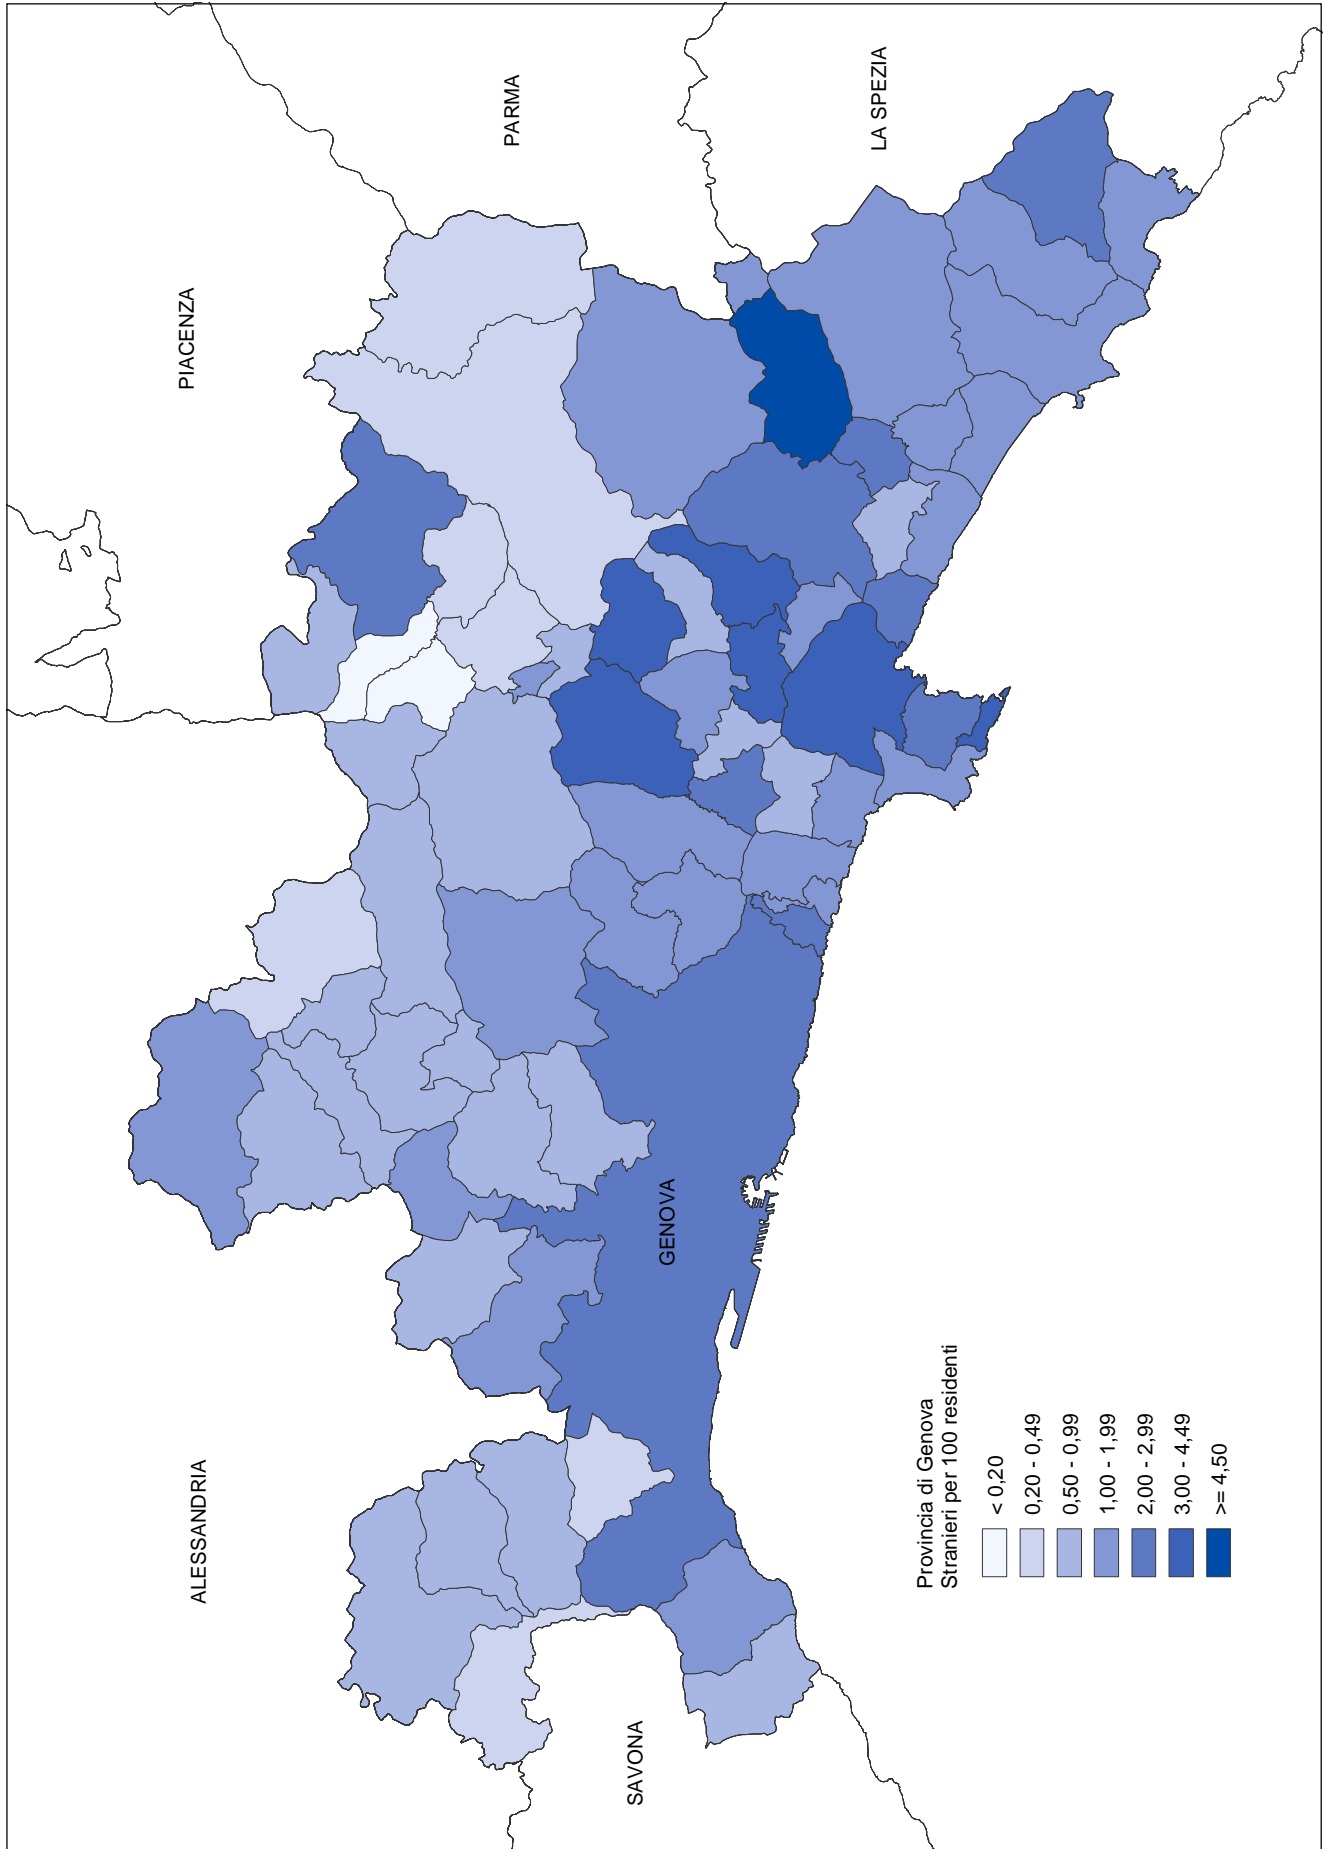 PIACENZA
PARMA
LA SPEZIA
ALESSANDRIA
GENOVA
SAVONA
Provincia di Genova
Stranieri per 100 residenti
< 0,20
0,20 - 0,49
0,50 - 0,99
1,00 - 1,99
2,00 - 2,99
3,00 - 4,49
>= 4,50